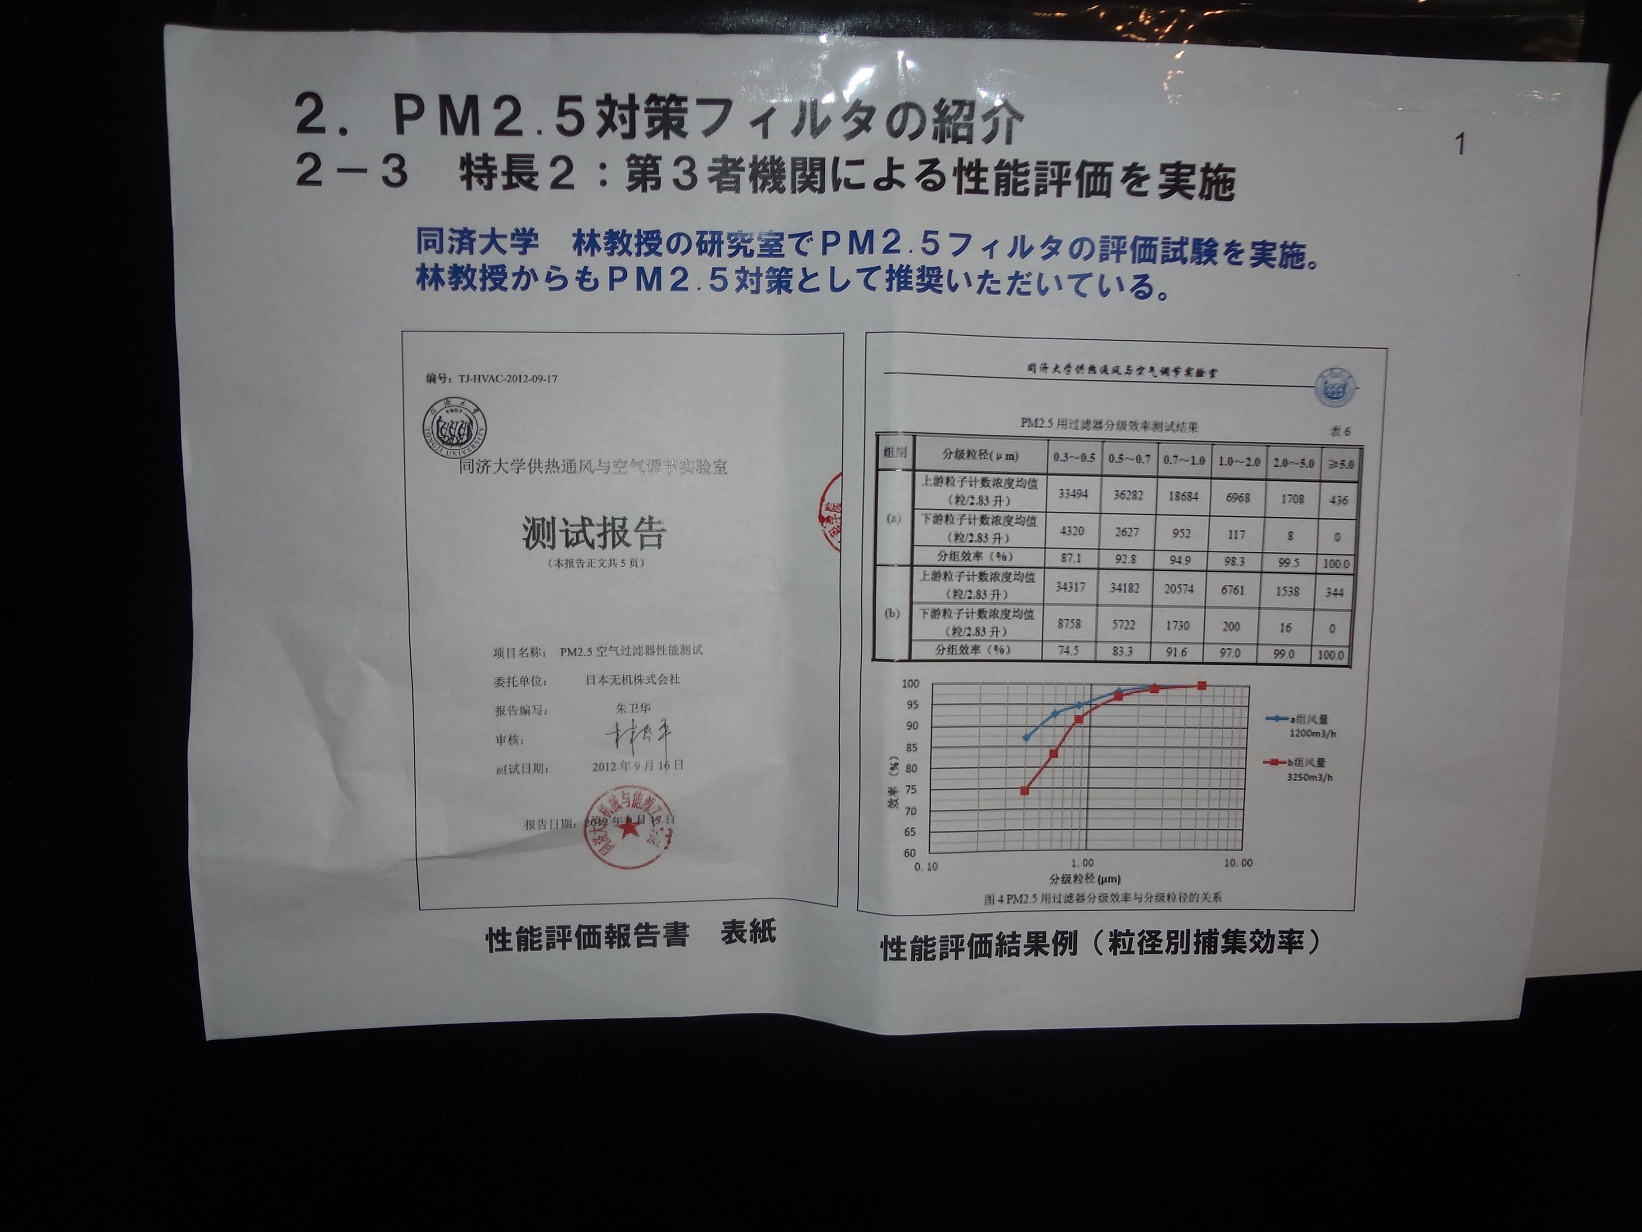 2．ＰＭ２.５対策フィルタの紹介
1
２－３　特長２：第３者機関による性能評価を実施
同済大学　林教授の研究室でＰＭ２.５フィルタの評価試験を実施。
林教授からもＰＭ２.５対策として推奨いただいている。
编号：TJ-HVAC-2012-09-17
TONGJI UNIVERSITY
1907
同济大学供热通风与空气调节实验室
测试报告
（本报告正文共 5 页）
项目名称： PM2.5 空气过滤器性能测试
委托单位： 日本无机株式会社
报告编写： 朱卫华
审核：
测试日期： 2012 年 9 月 16 日
报告日期：2012 年 9 月 17 日
性能評価報告書　表紙
同济大学供热通风与空气调节实验室
PM2.5 用过滤器分级效率测试结果
表 6
组别 分级粒径(μm) 0.3～0.5 0.5～0.7 0.7～1.0 1.0～2.0 2.0～5.0 ≥5.0
(a) 上游粒子计数浓度均值（粒/2.83 升） 33494 36282 18684 6968 1708 436
下游粒子计数浓度均值（粒/2.83 升） 4320 2627 952 117 8 0
分组效率（%） 87.1 92.8 94.9 98.3 99.5 100.0
(b) 上游粒子计数浓度均值（粒/2.83 升） 34317 34182 20574 6761 1538 344
下游粒子计数浓度均值（粒/2.83 升） 8758 5722 1730 200 16 0
分组效率（%） 74.5 83.3 91.6 97.0 99.0 100.0
100
95
90
85
80
75
70
65
60
效率（%）
0.10 1.00 10.00
分级粒径(μm)
a组风量
1200m3/h
b组风量
3250m3/h
图 4 PM2.5 用过滤器分级效率与分级粒径的关系
性能評価結果例（粒径別捕集効率）